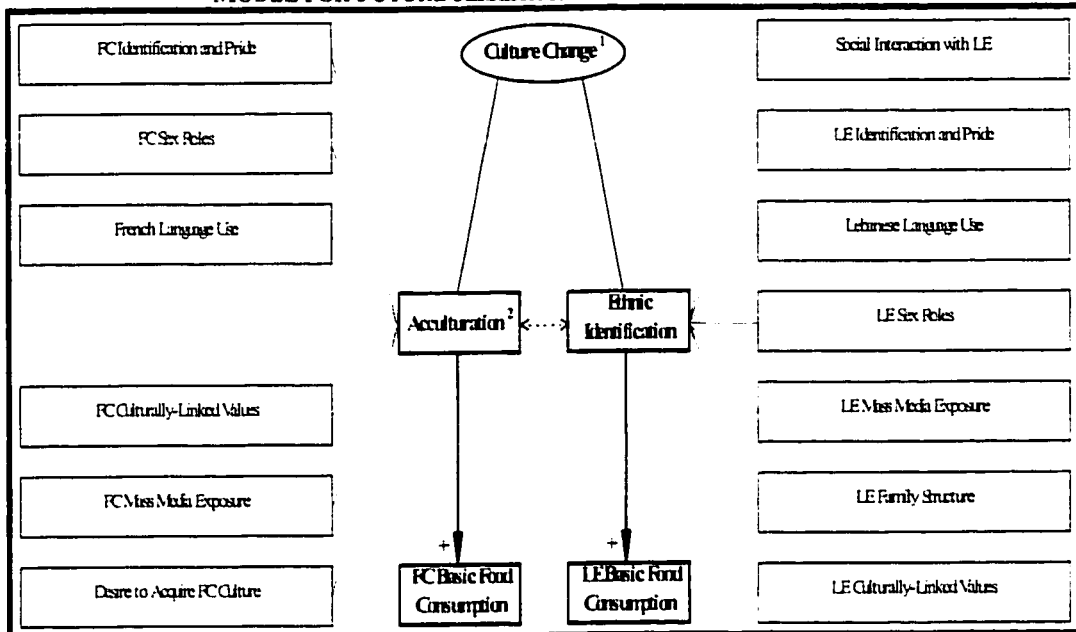 FC Identification and Pride
FC Sex Roles
French Language Use
FC Culturally-Linked Values
FC Mass Media Exposure
Desire to Acquire FC Culture
Culture Change 1
Acculturation 2
Ethnic
Identification
+
+
FC Basic Food
Consumption
LE Basic Food
Consumption
Social Interaction with LE
LE Identification and Pride
Lebanese Language Use
LE Sex Roles
LE Mass Media Exposure
LE Family Structure
LE Culturally-Linked Values